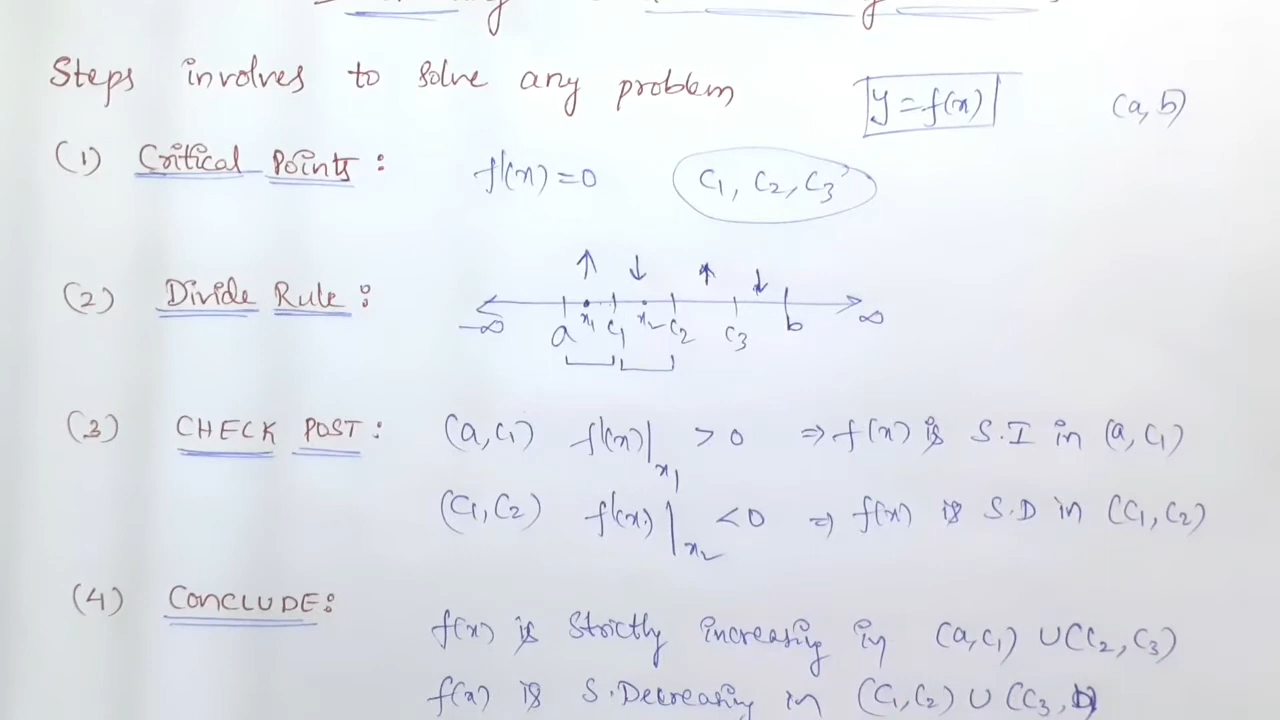 Steps involves to solve any problem y = f(x) (a, b)
(1) Critical Points : f'(x) = 0 C1, C2, C3
(2) Divide Rule : -∞ a x1 C1 x2 C2 C3 b ∞
(3) CHECK POST : (a, C1) f'(x)|x1 > 0 ⇒ f(x) is S.I in (a, C1)
(C1, C2) f'(x)|x2 < 0 ⇒ f(x) is S.D in (C1, C2)
(4) CONCLUDE :
f(x) is Strictly increasing in (a, C1) ∪ (C2, C3)
f(x) is S.Decreasing in (C1, C2) ∪ (C3, b)